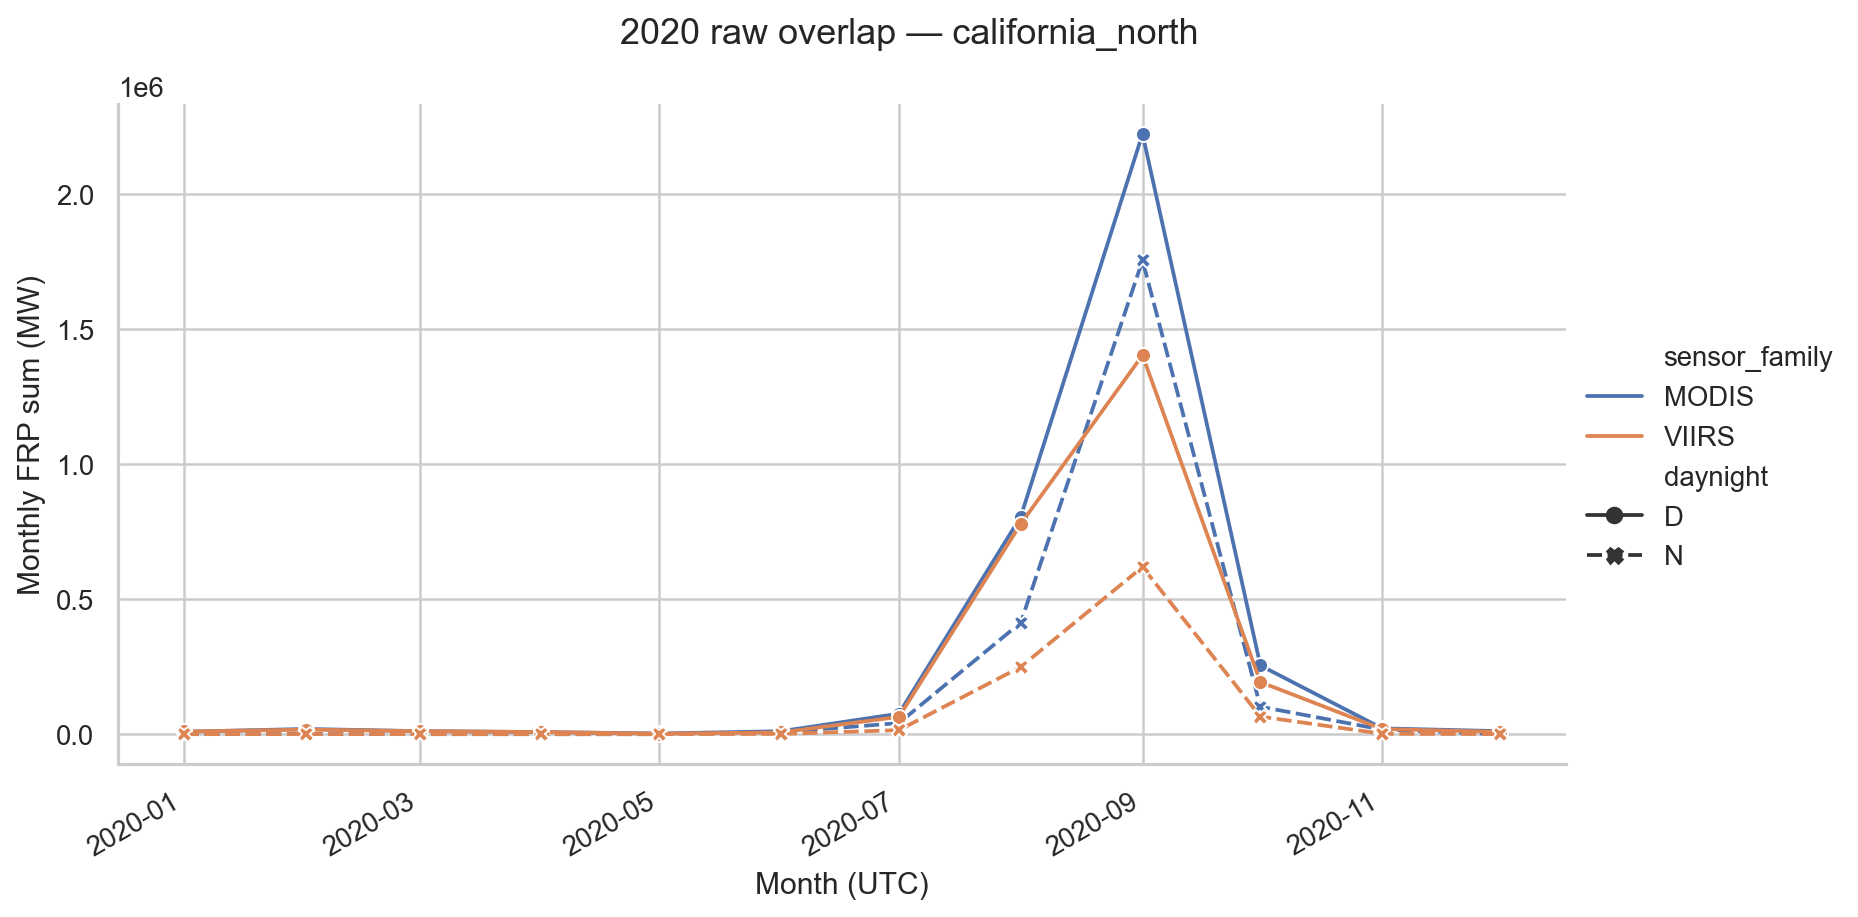 2020 raw overlap — california_north
1e6
2.0
1.5
1.0
0.5
0.0
Monthly FRP sum (MW)
2020-01
2020-03
2020-05
2020-07
2020-09
2020-11
Month (UTC)
sensor_family
MODIS
VIIRS
daynight
D
N